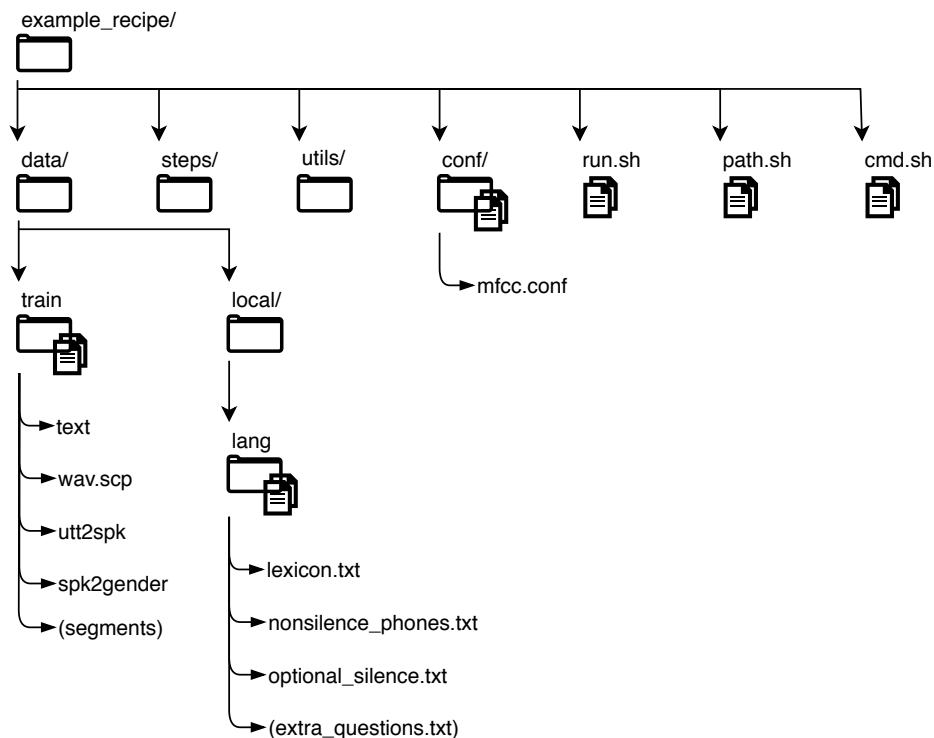 example_recipe/
data/
steps/
utils/
conf/
run.sh
path.sh
cmd.sh
mfcc.conf
train
local/
text
wav.scp
utt2spk
spk2gender
(segments)
lang
lexicon.txt
nonsilence_phones.txt
optional_silence.txt
(extra_questions.txt)